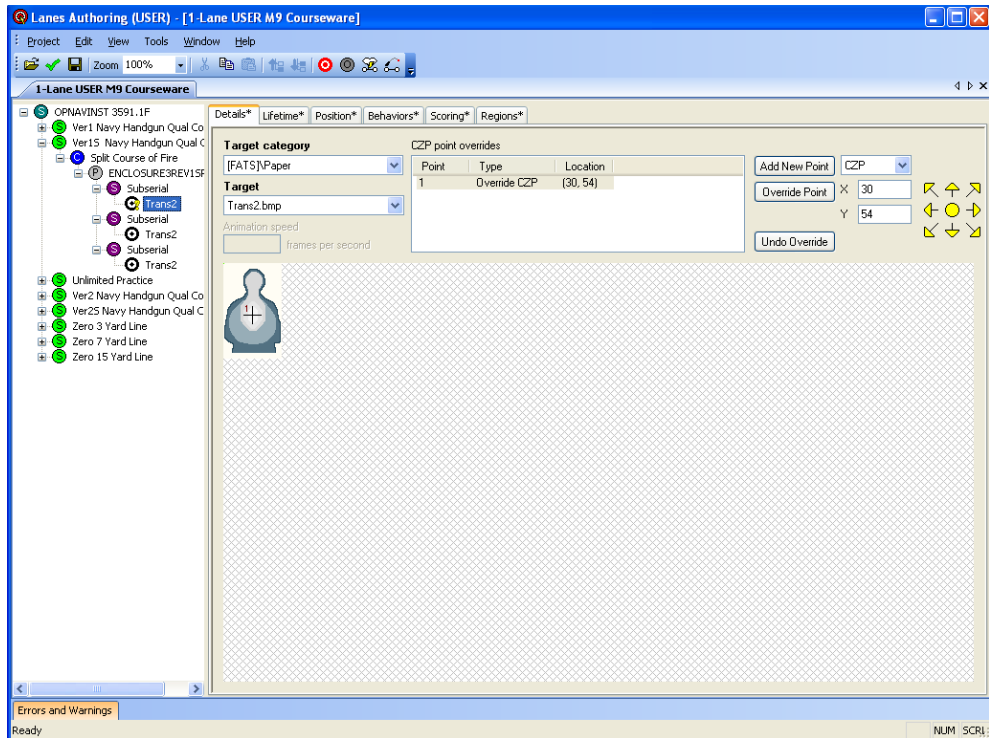 Lanes Authoring (USER) - [1-Lane USER M9 Courseware]
Project Edit View Tools Window Help
Zoom 100%
1-Lane USER M9 Courseware
OPNAVINST 3591.1F
Ver1 Navy Handgun Qual Co
Ver1S Navy Handgun Qual C
Split Course of Fire
ENCLOSURE3REV1SF
Subserial
Trans2
Subserial
Trans2
Subserial
Trans2
Unlimited Practice
Ver2 Navy Handgun Qual Co
Ver2S Navy Handgun Qual C
Zero 3 Yard Line
Zero 7 Yard Line
Zero 15 Yard Line
Details* Lifetime* Position* Behaviors* Scoring* Regions*
Target category
[FATS]\Paper
Target
Trans2.bmp
Animation speed
frames per second
CZP point overrides
Point Type Location
1 Override CZP (30, 54)
Add New Point CZP
Override Point X 30
Y 54
Undo Override
1
Errors and Warnings
Ready NUM SCRL